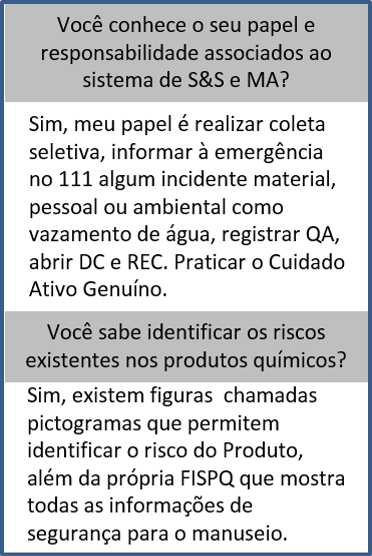 Você conhece o seu papel e
responsabilidade associados ao
sistema de S&S e MA?
Sim, meu papel é realizar coleta
seletiva, informar à emergência
no 111 algum incidente material,
pessoal ou ambiental como
vazamento de água, registrar QA,
abrir DC e REC. Praticar o Cuidado
Ativo Genuíno.
Você sabe identificar os riscos
existentes nos produtos químicos?
Sim, existem figuras chamadas
pictogramas que permitem
identificar o risco do Produto,
além da própria FISPQ que mostra
todas as informações de
segurança para o manuseio.